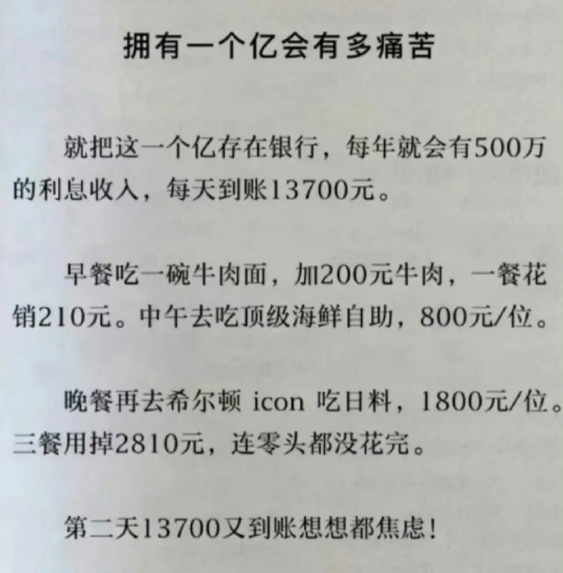 拥有一个亿会有多痛苦
就把这一个亿存在银行，每年就会有500万
的利息收入，每天到账13700元。
早餐吃一碗牛肉面，加200元牛肉，一餐花
销210元。中午去吃顶级海鲜自助，800元/位。
晚餐再去希尔顿 icon 吃日料，1800元/位。
三餐用掉2810元，连零头都没花完。
第二天13700又到账想想都焦虑！